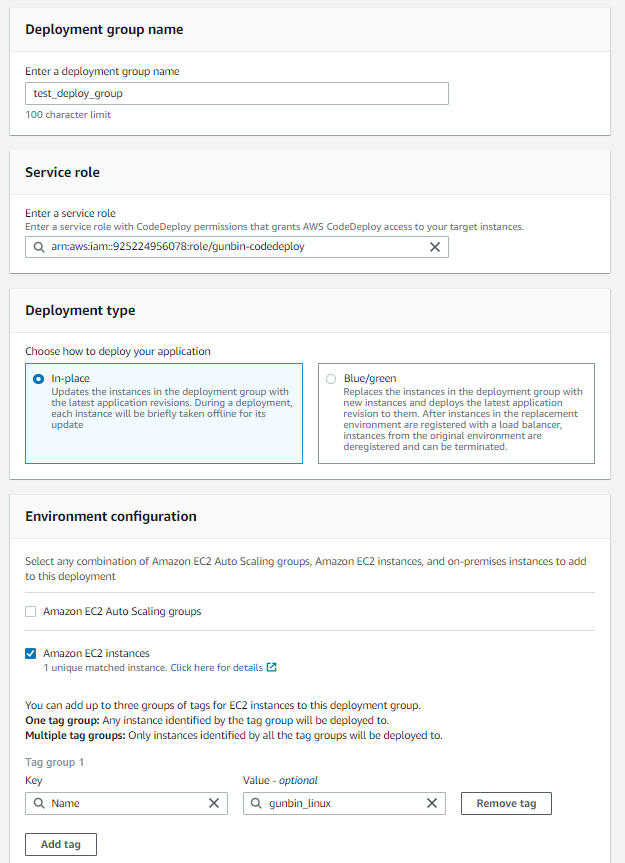 Deployment group name
Enter a deployment group name
test_deploy_group
100 character limit
Service role
Enter a service role
Enter a service role with CodeDeploy permissions that grants AWS CodeDeploy access to your target instances.
arn:aws:iam::925224956078:role/gunbin-codedeploy
Deployment type
Choose how to deploy your application
In-place
Updates the instances in the deployment group with
the latest application revisions. During a deployment,
each instance will be briefly taken offline for its
update
Blue/green
Replaces the instances in the deployment group with
new instances and deploys the latest application
revision to them. After instances in the replacement
environment are registered with a load balancer,
instances from the original environment are
deregistered and can be terminated.
Environment configuration
Select any combination of Amazon EC2 Auto Scaling groups, Amazon EC2 instances, and on-premises instances to add
to this deployment
Amazon EC2 Auto Scaling groups
Amazon EC2 instances
1 unique matched instance. Click here for details
You can add up to three groups of tags for EC2 instances to this deployment group.
One tag group: Any instance identified by the tag group will be deployed to.
Multiple tag groups: Only instances identified by all the tag groups will be deployed to.
Tag group 1
Key Value - optional
Name gunbin_linux Remove tag
Add tag